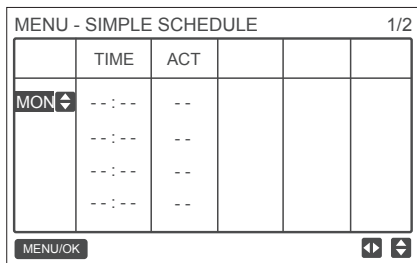 MENU - SIMPLE SCHEDULE 1/2
TIME ACT
MON --:-- --
--:-- --
--:-- --
--:-- --
MENU/OK